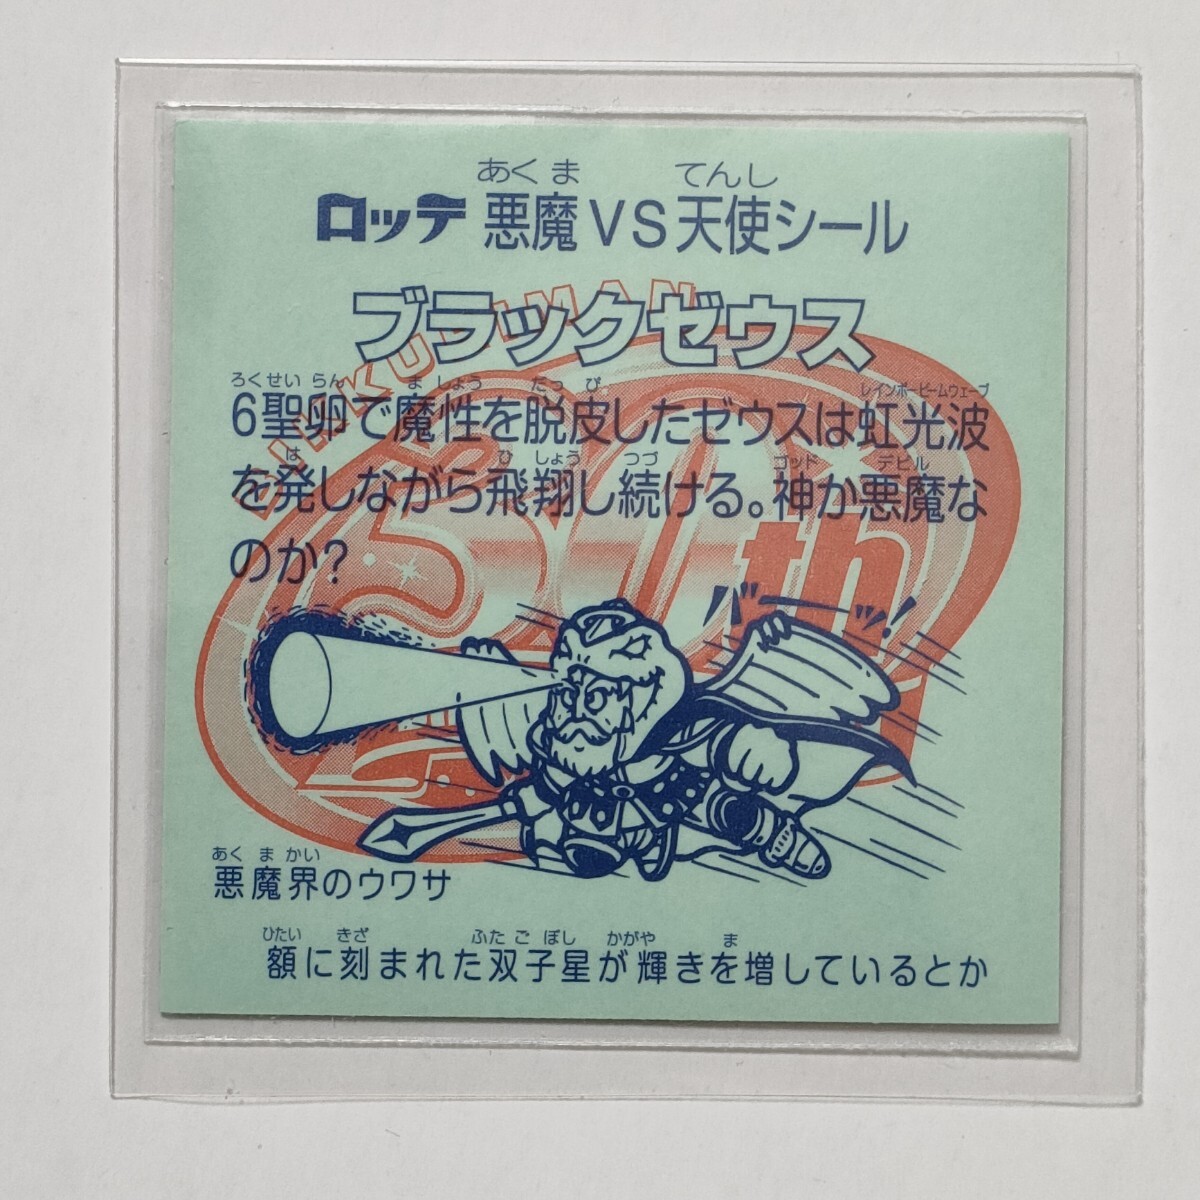 あくま てんし
ロッテ 悪魔VS天使シール
BIKKURIMAN
ブラックゼウス
ろくせいらん ましょう だっぴ レインボービームウェーブ
6聖卵で魔性を脱皮したゼウスは虹光波
は ひしょう つづ ゴッド デビル
を発しながら飛翔し続ける。神か悪魔な
のか?
30th
バーッ!
あくまかい
悪魔界のウワサ
ひたい きざ ふたごぼし かがや ま
額に刻まれた双子星が輝きを増しているとか